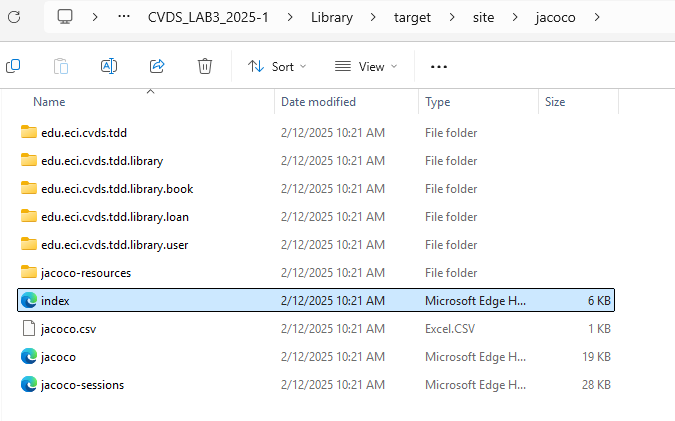 CVDS_LAB3_2025-1 Library target site jacoco
Sort View
Name Date modified Type Size
edu.eci.cvds.tdd 2/12/2025 10:21 AM File folder
edu.eci.cvds.tdd.library 2/12/2025 10:21 AM File folder
edu.eci.cvds.tdd.library.book 2/12/2025 10:21 AM File folder
edu.eci.cvds.tdd.library.loan 2/12/2025 10:21 AM File folder
edu.eci.cvds.tdd.library.user 2/12/2025 10:21 AM File folder
jacoco-resources 2/12/2025 10:21 AM File folder
index 2/12/2025 10:21 AM Microsoft Edge H... 6 KB
jacoco.csv 2/12/2025 10:21 AM Excel.CSV 1 KB
jacoco 2/12/2025 10:21 AM Microsoft Edge H... 19 KB
jacoco-sessions 2/12/2025 10:21 AM Microsoft Edge H... 28 KB